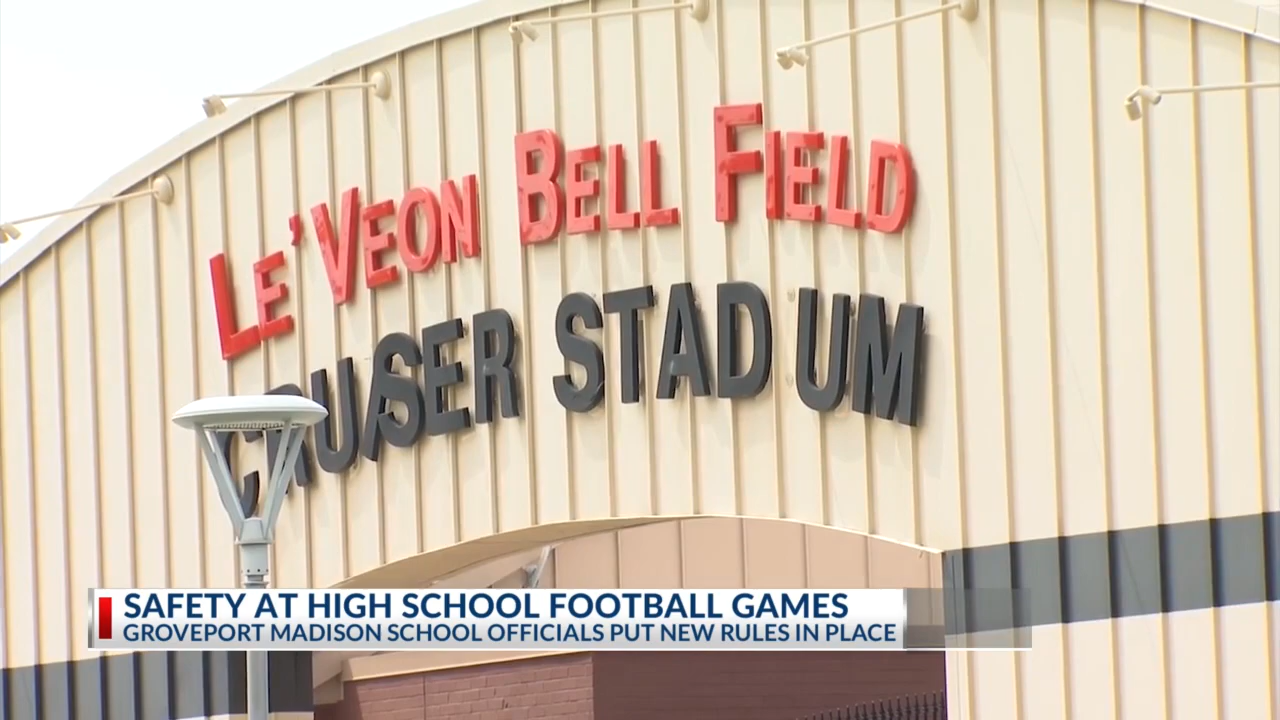 LE'VEON BELL FIELD
CRUISER STAD UM
SAFETY AT HIGH SCHOOL FOOTBALL GAMES
GROVEPORT MADISON SCHOOL OFFICIALS PUT NEW RULES IN PLACE